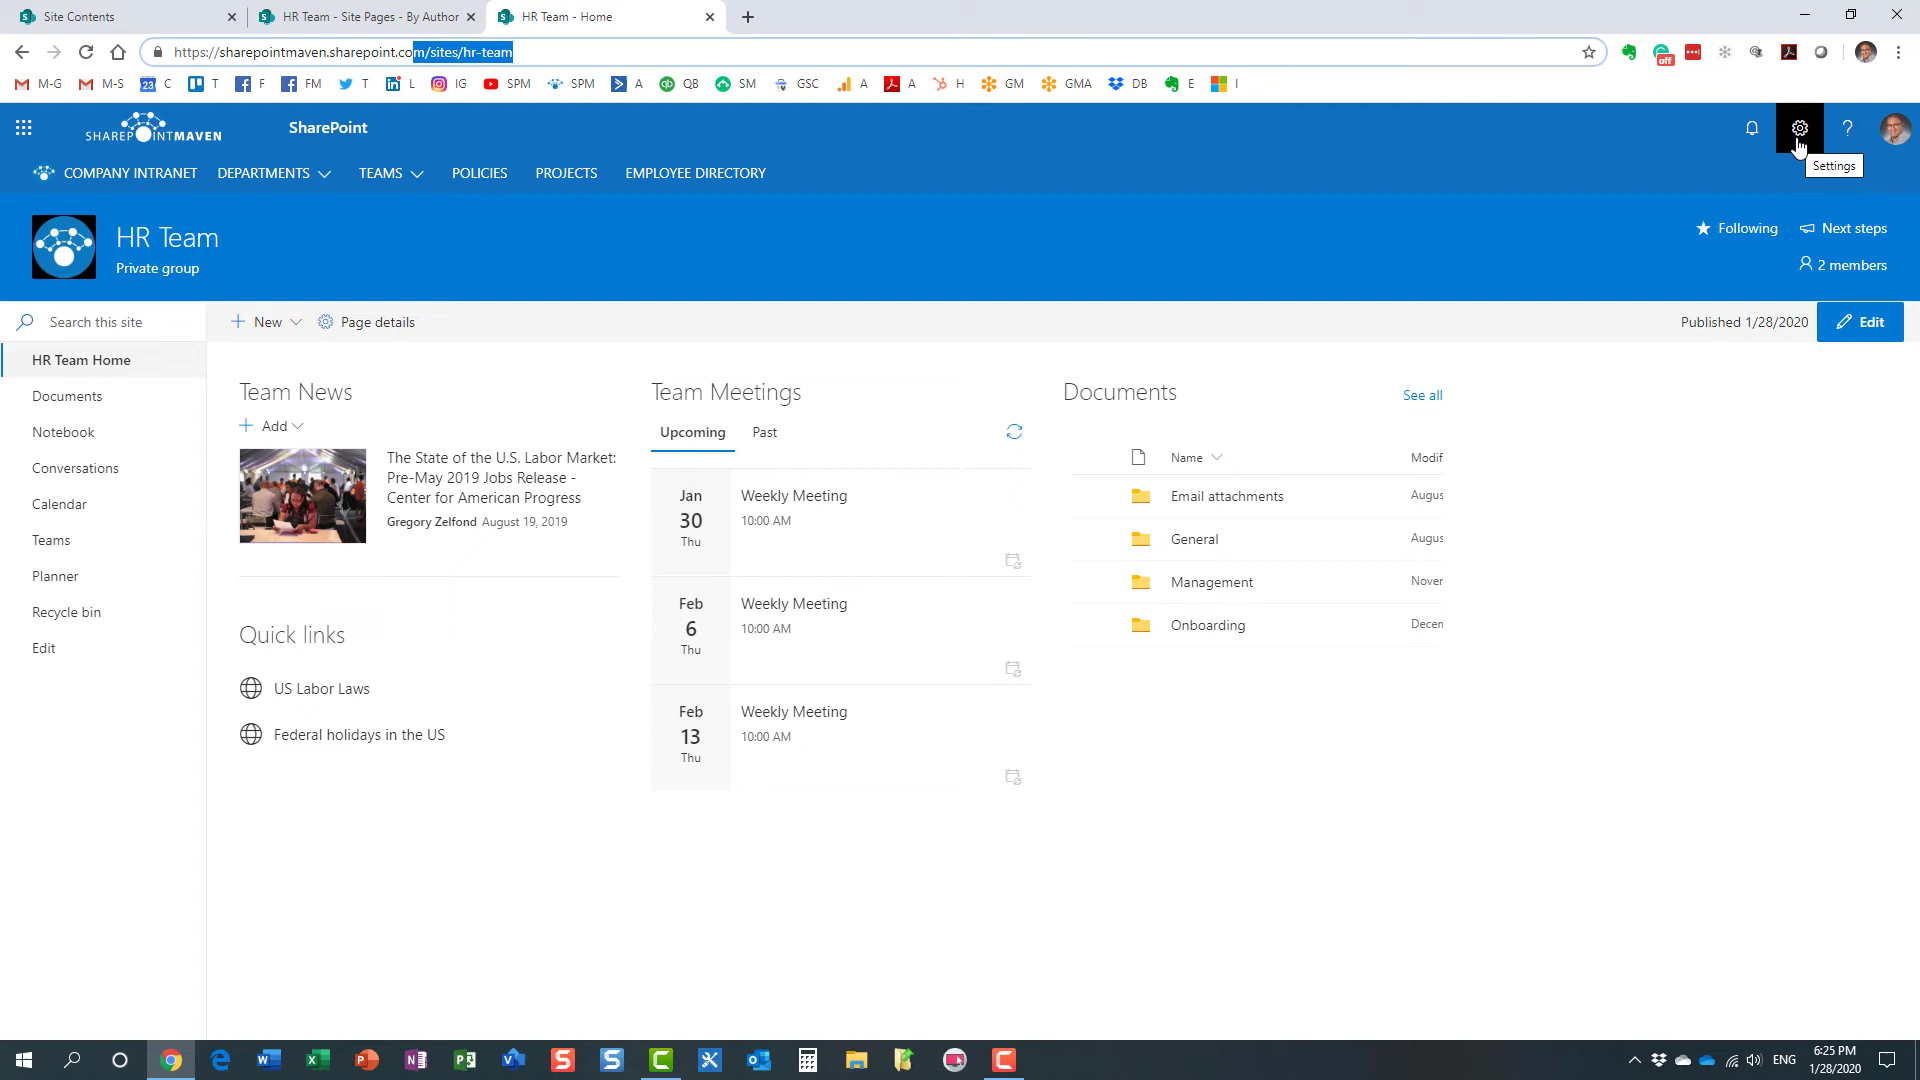 Site Contents
HR Team - Site Pages - By Author
HR Team - Home
https://sharepointmaven.sharepoint.com/sites/hr-team
off
M-G
M-S
23
C
T
F
FM
T
L
IG
SPM
SPM
A
QB
SM
GSC
A
A
H
GM
GMA
DB
E
I
SHAREPOINTMAVEN
SharePoint
?
Settings
COMPANY INTRANET
DEPARTMENTS
TEAMS
POLICIES
PROJECTS
EMPLOYEE DIRECTORY
HR Team
Private group
Following
Next steps
2 members
Search this site
New
Page details
Published 1/28/2020
Edit
HR Team Home
Documents
Notebook
Conversations
Calendar
Teams
Planner
Recycle bin
Edit
Team News
Add
The State of the U.S. Labor Market:
Pre-May 2019 Jobs Release -
Center for American Progress
Gregory Zelfond August 19, 2019
Quick links
US Labor Laws
Federal holidays in the US
Team Meetings
Upcoming
Past
Jan
30
Thu
Weekly Meeting
10:00 AM
Feb
6
Thu
Weekly Meeting
10:00 AM
Feb
13
Thu
Weekly Meeting
10:00 AM
Documents
See all
Name
Modif
Email attachments
Augus
General
Augus
Management
Nover
Onboarding
Decen
ENG
6:25 PM
1/28/2020